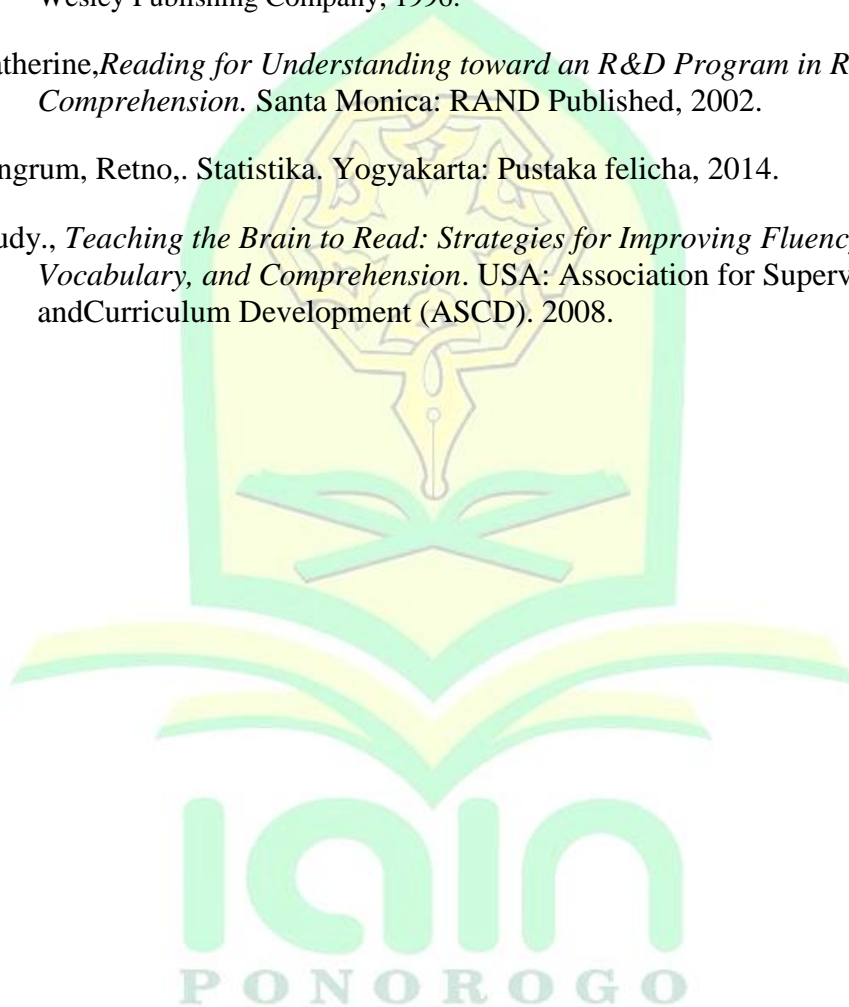 Wesley Publishing Company, 1996.
atherine,Reading for Understanding toward an R&D Program in R
Comprehension. Santa Monica: RAND Published, 2002.
ngrum, Retno,. Statistika. Yogyakarta: Pustaka felicha, 2014.
udy., Teaching the Brain to Read: Strategies for Improving Fluency
Vocabulary, and Comprehension. USA: Association for Superv
andCurriculum Development (ASCD). 2008.
iain
PONOROGO